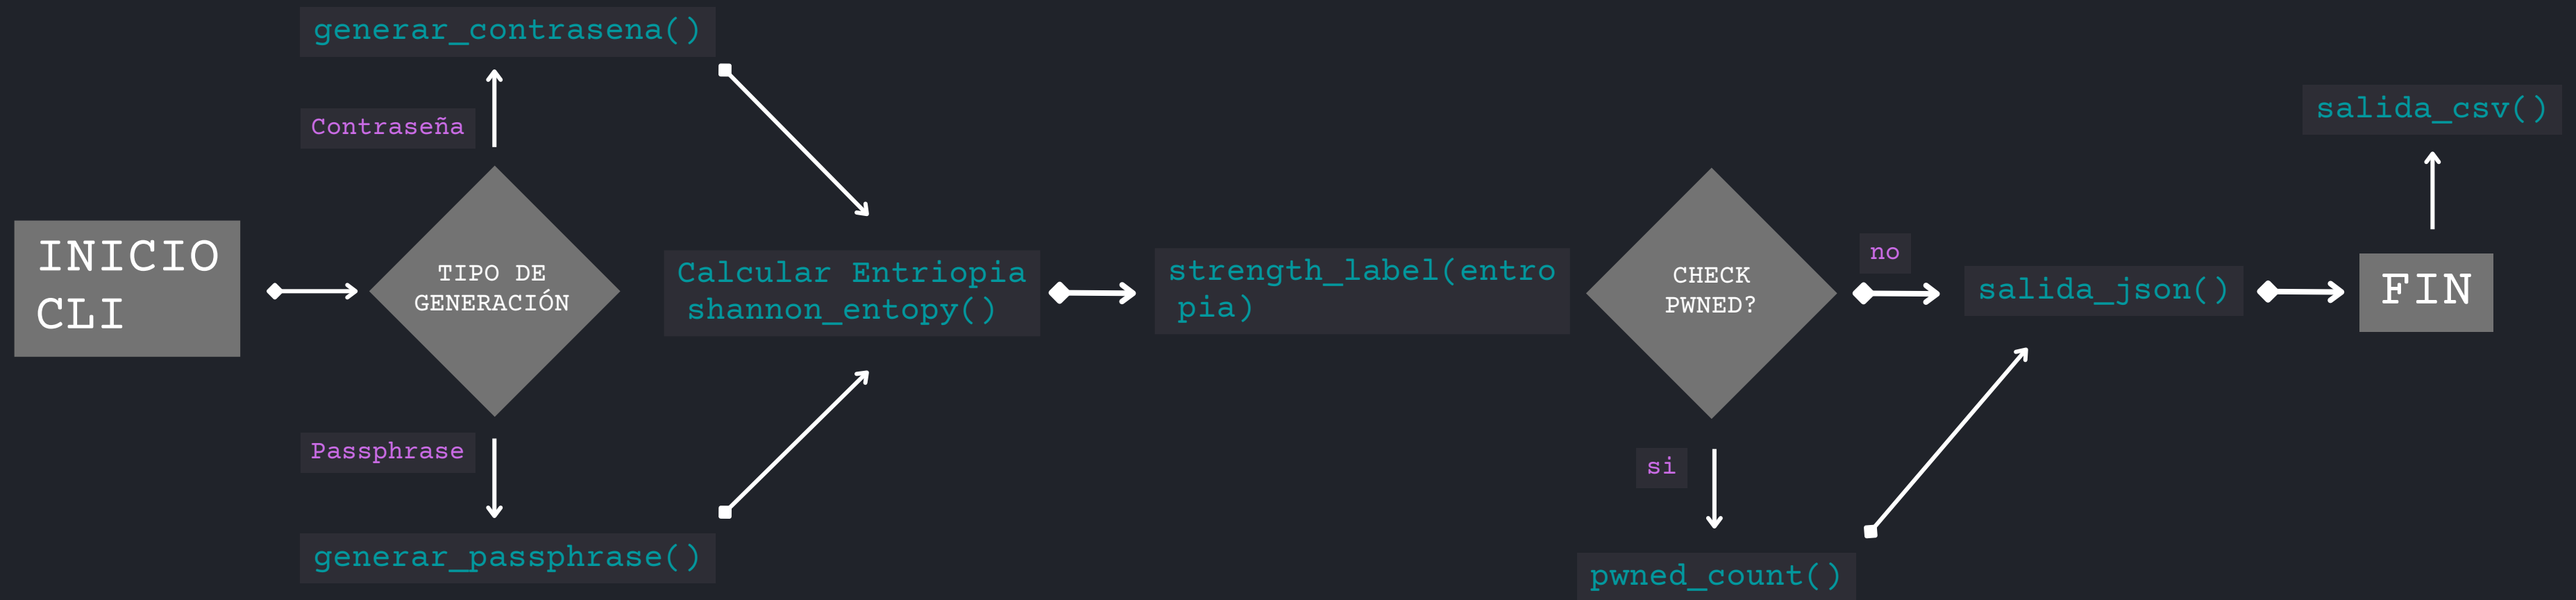 generar_contrasena()
Contraseña
INICIO
CLI
TIPO DE
GENERACIÓN
Passphrase
generar_passphrase()
Calcular Entriopia
shannon_entopy()
strength_label(entro
pia)
CHECK
PWNED?
no
si
pwned_count()
salida_json()
FIN
salida_csv()